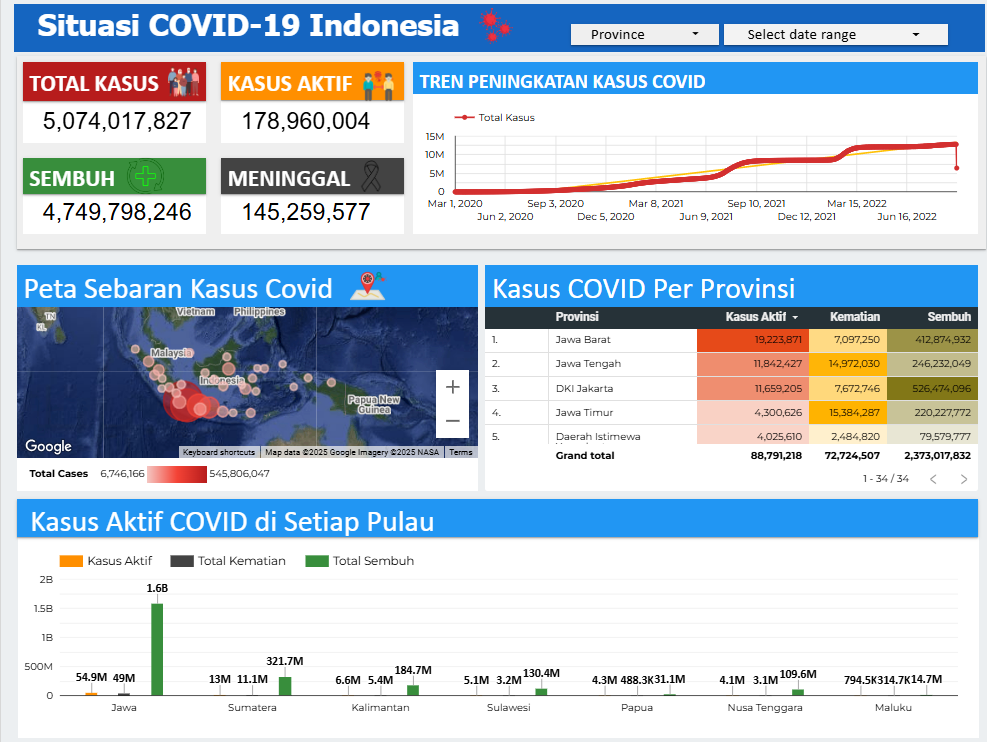 Situasi COVID-19 Indonesia
Province
Select date range
TOTAL KASUS
5,074,017,827
KASUS AKTIF
178,960,004
SEMBUH
4,749,798,246
MENINGGAL
145,259,577
TREN PENINGKATAN KASUS COVID
Total Kasus
15M
10M
5M
0
Mar 1, 2020 Sep 3, 2020 Mar 8, 2021 Sep 10, 2021 Mar 15, 2022
Jun 2, 2020 Dec 5, 2020 Jun 9, 2021 Dec 12, 2021 Jun 16, 2022
Peta Sebaran Kasus Covid
TN
KL
Vietnam
Philippines
Malaysia
Indonesia
Papua New
Guinea
+
−
Google
Keyboard shortcuts Map data ©2025 Google Imagery ©2025 NASA Terms
Total Cases 6,746,166 545,806,047
Kasus COVID Per Provinsi
Provinsi Kasus Aktif Kematian Sembuh
1. Jawa Barat 19,223,871 7,097,250 412,874,932
2. Jawa Tengah 11,842,427 14,972,030 246,232,049
3. DKI Jakarta 11,659,205 7,672,746 526,474,096
4. Jawa Timur 4,300,626 15,384,287 220,227,772
5. Daerah Istimewa 4,025,610 2,484,820 79,579,777
Grand total 88,791,218 72,724,507 2,373,017,832
1 - 34 / 34 < >
Kasus Aktif COVID di Setiap Pulau
Kasus Aktif Total Kematian Total Sembuh
2B
1.5B
1B
500M
0
54.9M 49M 1.6B
13M 11.1M 321.7M
6.6M 5.4M 184.7M
5.1M 3.2M 130.4M
4.3M 488.3K 31.1M
4.1M 3.1M 109.6M
794.5K 314.7K 14.7M
Jawa Sumatera Kalimantan Sulawesi Papua Nusa Tenggara Maluku